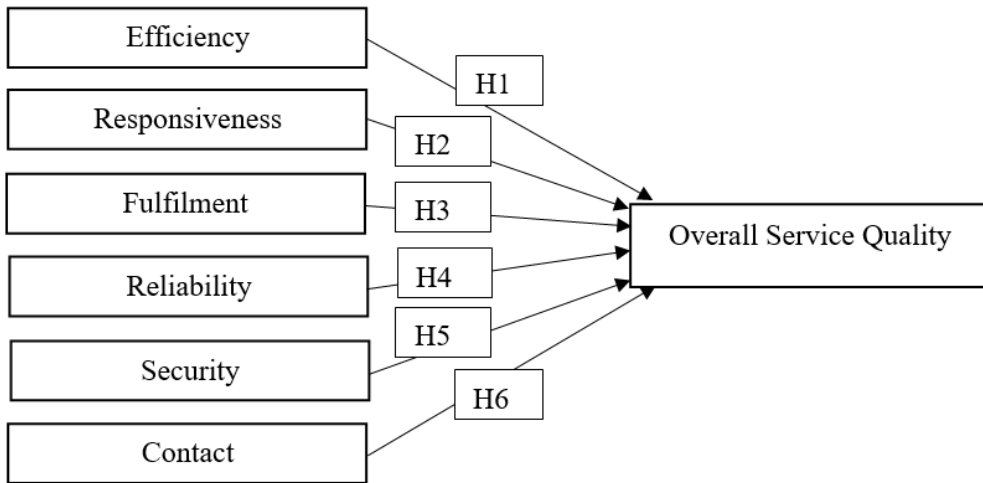 Efficiency
H1
Responsiveness
H2
Fulfilment
H3
Overall Service Quality
Reliability
H4
Security
H5
Contact
H6